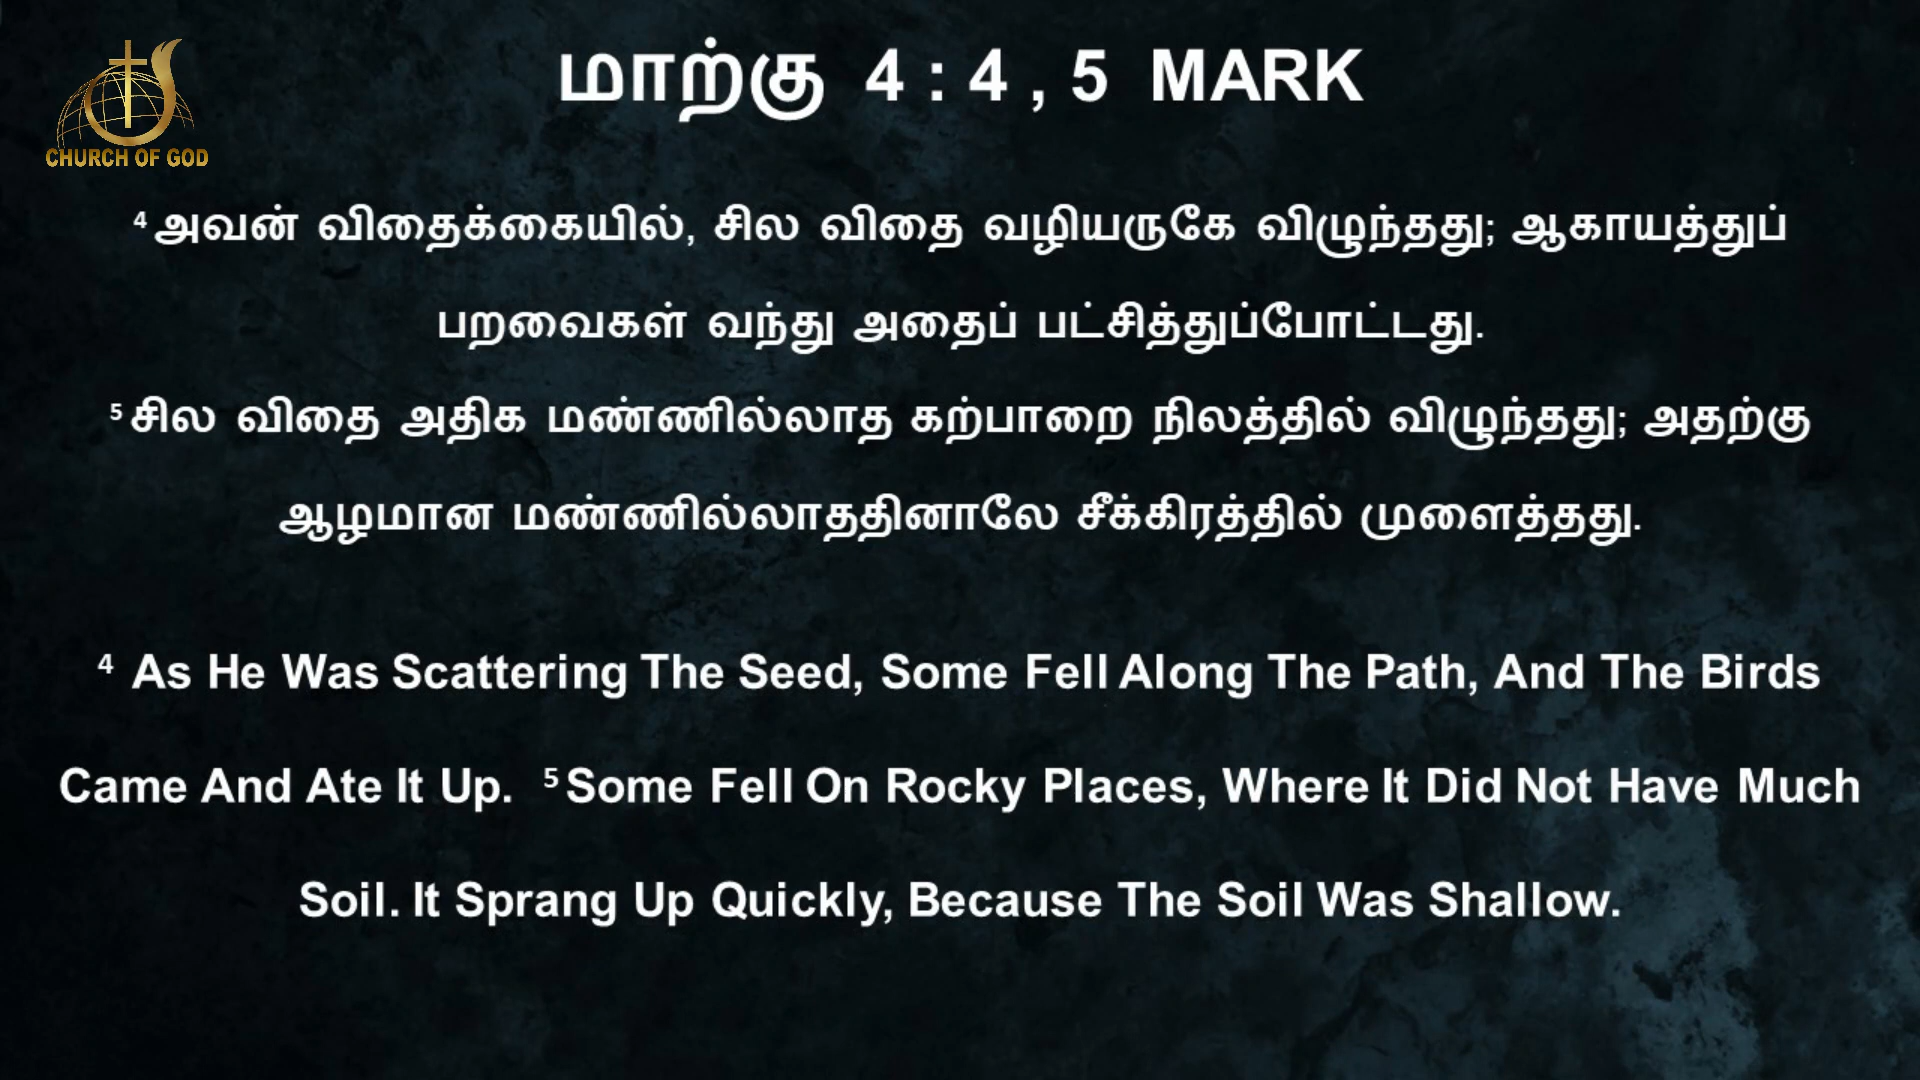 CHURCH OF GOD
மாற்கு 4 : 4 , 5 MARK
4 அவன் விதைக்கையில், சில விதை வழியருகே விழுந்தது; ஆகாயத்துப்
பறவைகள் வந்து அதைப் பட்சித்துப்போட்டது.
5 சில விதை அதிக மண்ணில்லாத கற்பாறை நிலத்தில் விழுந்தது; அதற்கு
ஆழமான மண்ணில்லாததினாலே சீக்கிரத்தில் முளைத்தது.
4 As He Was Scattering The Seed, Some Fell Along The Path, And The Birds
Came And Ate It Up. 5 Some Fell On Rocky Places, Where It Did Not Have Much
Soil. It Sprang Up Quickly, Because The Soil Was Shallow.